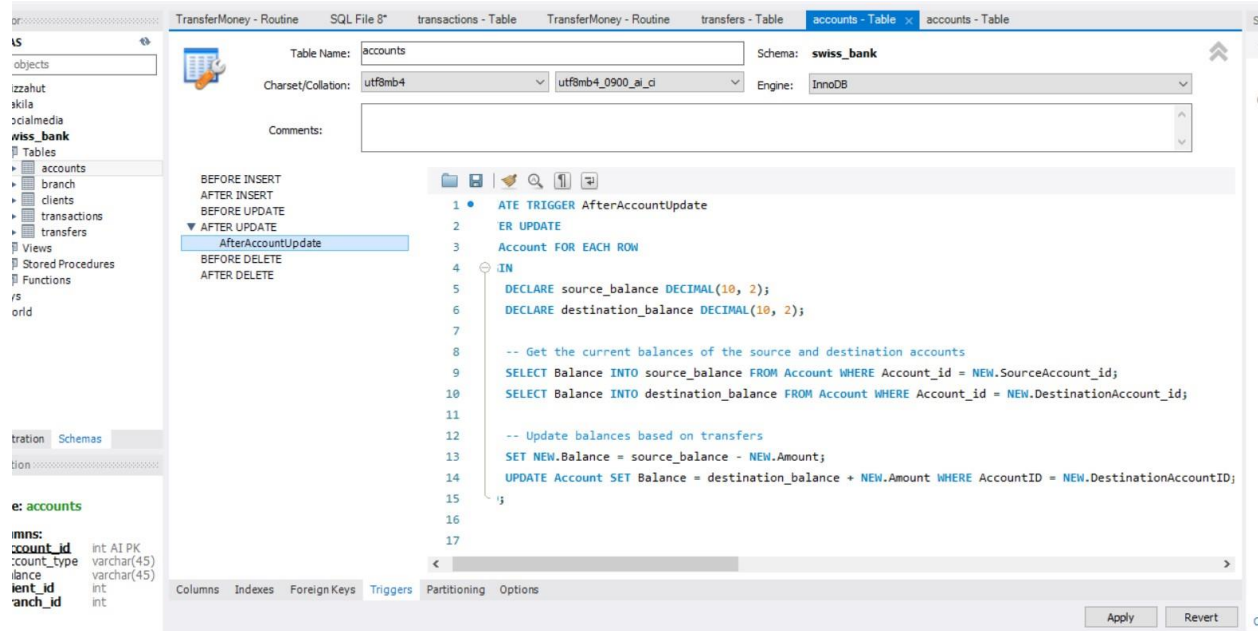 TransferMoney - Routine SQL File 8* transactions - Table TransferMoney - Routine transfers - Table accounts - Table × accounts - Table
objects
izzahut
akila
ocialmedia
wiss_bank
Tables
accounts
branch
clients
transactions
transfers
Views
Stored Procedures
Functions
ys
orld
tration Schemas
e: accounts
mns:
ccount_id int AI PK
ccount_type varchar(45)
lance varchar(45)
ient_id int
ranch_id int
Table Name: accounts Schema: swiss_bank
Charset/Collation: utf8mb4 utf8mb4_0900_ai_ci Engine: InnoDB
Comments:
BEFORE INSERT
AFTER INSERT
BEFORE UPDATE
AFTER UPDATE
AfterAccountUpdate
BEFORE DELETE
AFTER DELETE
1 ATE TRIGGER AfterAccountUpdate
2 ER UPDATE
3 Account FOR EACH ROW
4 IN
5 DECLARE source_balance DECIMAL(10, 2);
6 DECLARE destination_balance DECIMAL(10, 2);
7
8 -- Get the current balances of the source and destination accounts
9 SELECT Balance INTO source_balance FROM Account WHERE Account_id = NEW.SourceAccount_id;
10 SELECT Balance INTO destination_balance FROM Account WHERE Account_id = NEW.DestinationAccount_id;
11
12 -- Update balances based on transfers
13 SET NEW.Balance = source_balance - NEW.Amount;
14 UPDATE Account SET Balance = destination_balance + NEW.Amount WHERE AccountID = NEW.DestinationAccountID;
15 ;
16
17
Columns Indexes Foreign Keys Triggers Partitioning Options
Apply Revert